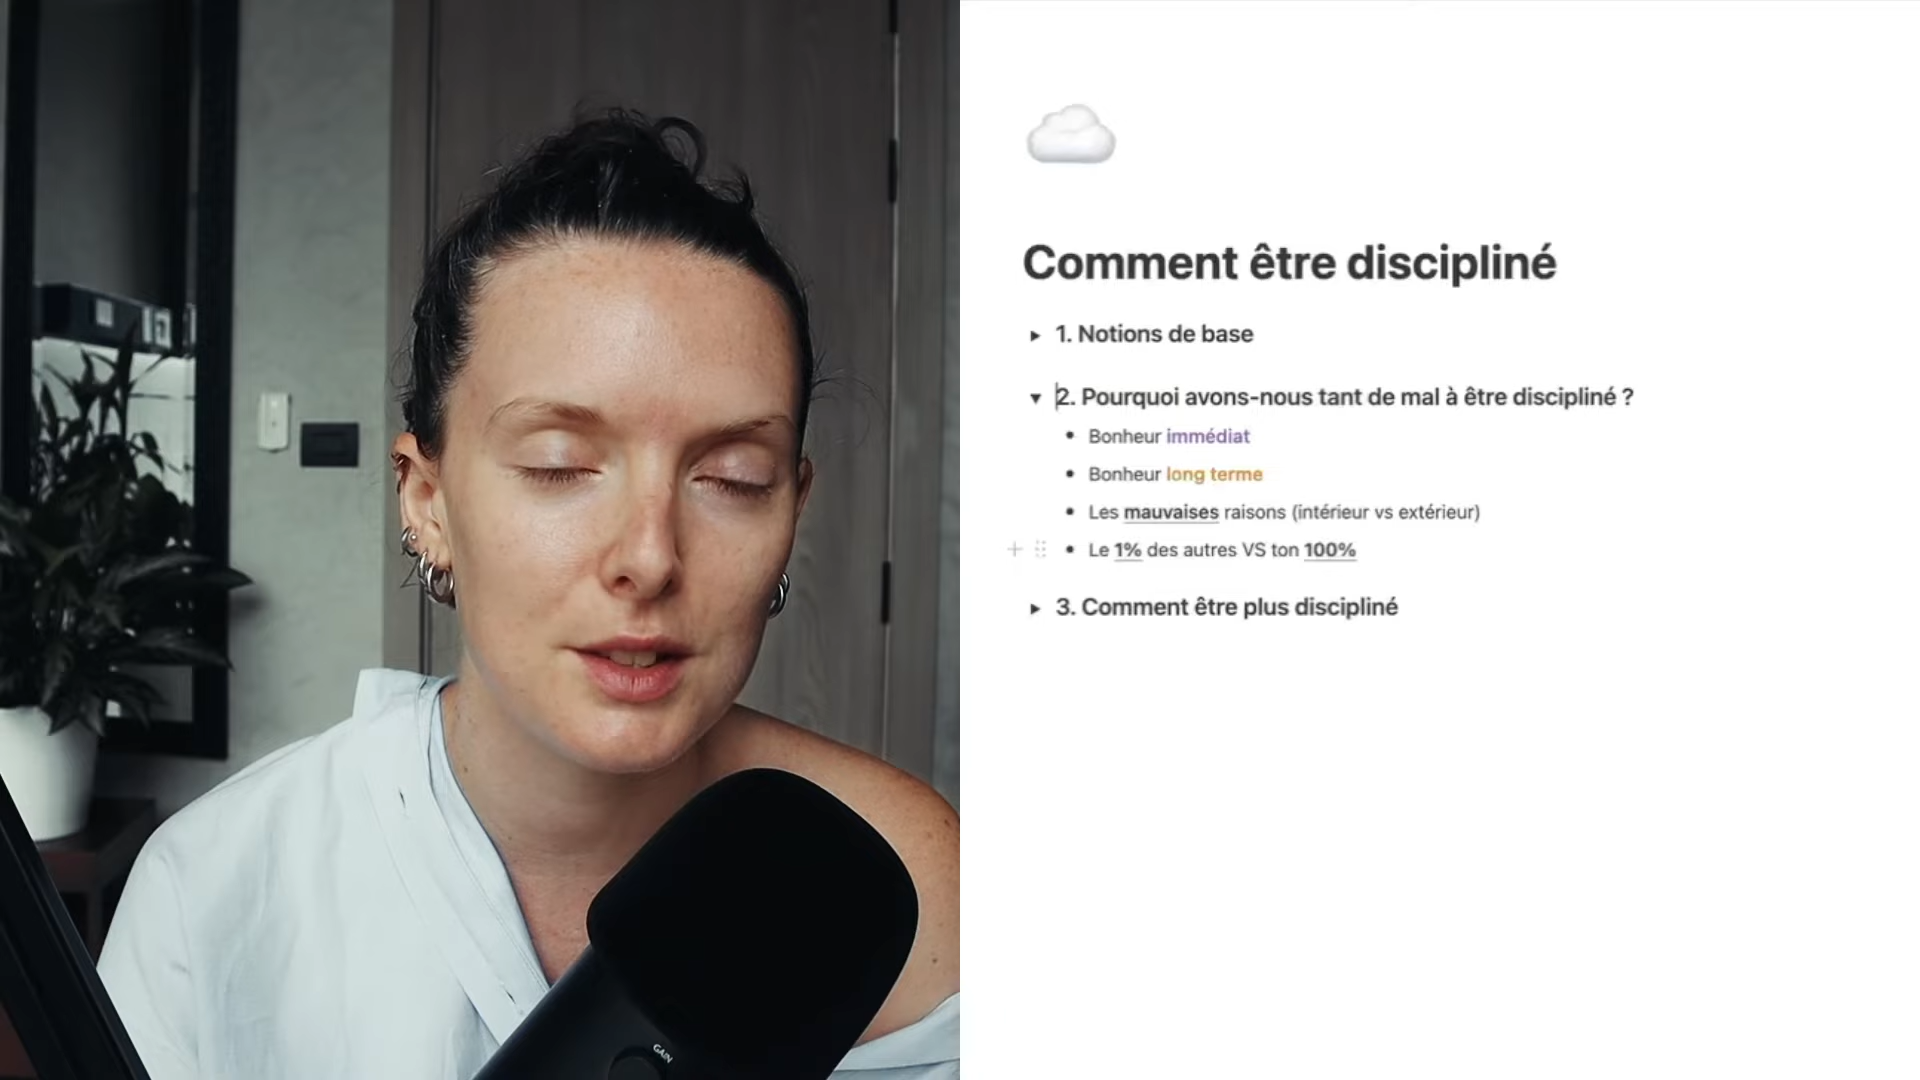 Comment être discipliné
1. Notions de base
2. Pourquoi avons-nous tant de mal à être discipliné ?
Bonheur immédiat
Bonheur long terme
Les mauvaises raisons (intérieur vs extérieur)
Le 1% des autres VS ton 100%
3. Comment être plus discipliné
GAIN